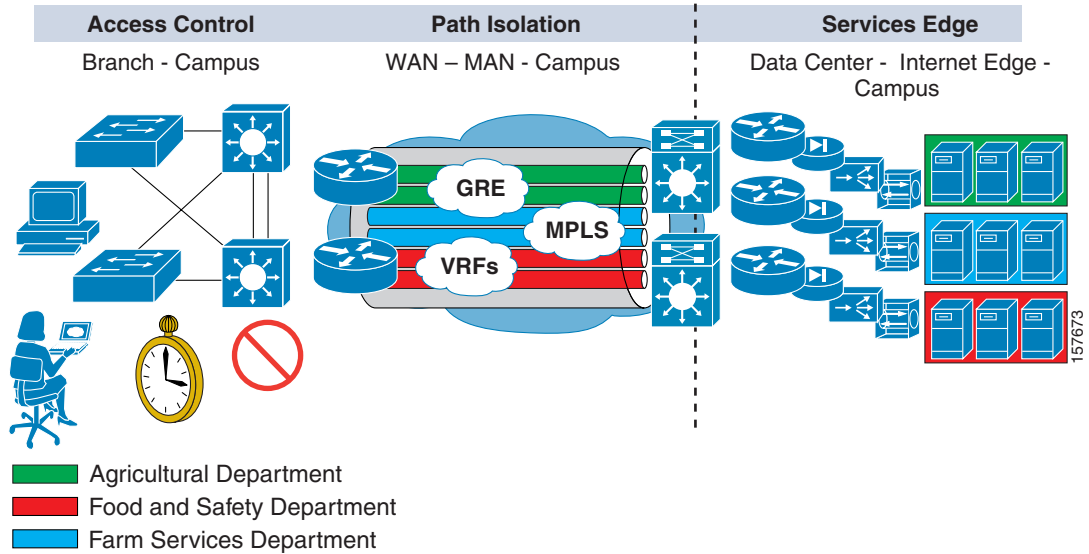 Access Control
Path Isolation
Services Edge
Branch - Campus
WAN – MAN - Campus
Data Center - Internet Edge -
Campus
GRE
MPLS
VRFs
157673
Agricultural Department
Food and Safety Department
Farm Services Department